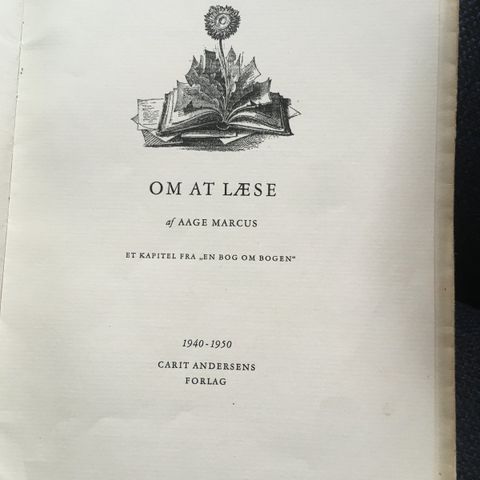 OM AT LÆSE
af AAGE MARCUS
ET KAPITEL FRA „EN BOG OM BOGEN“
1940-1950
CARIT ANDERSENS
FORLAG